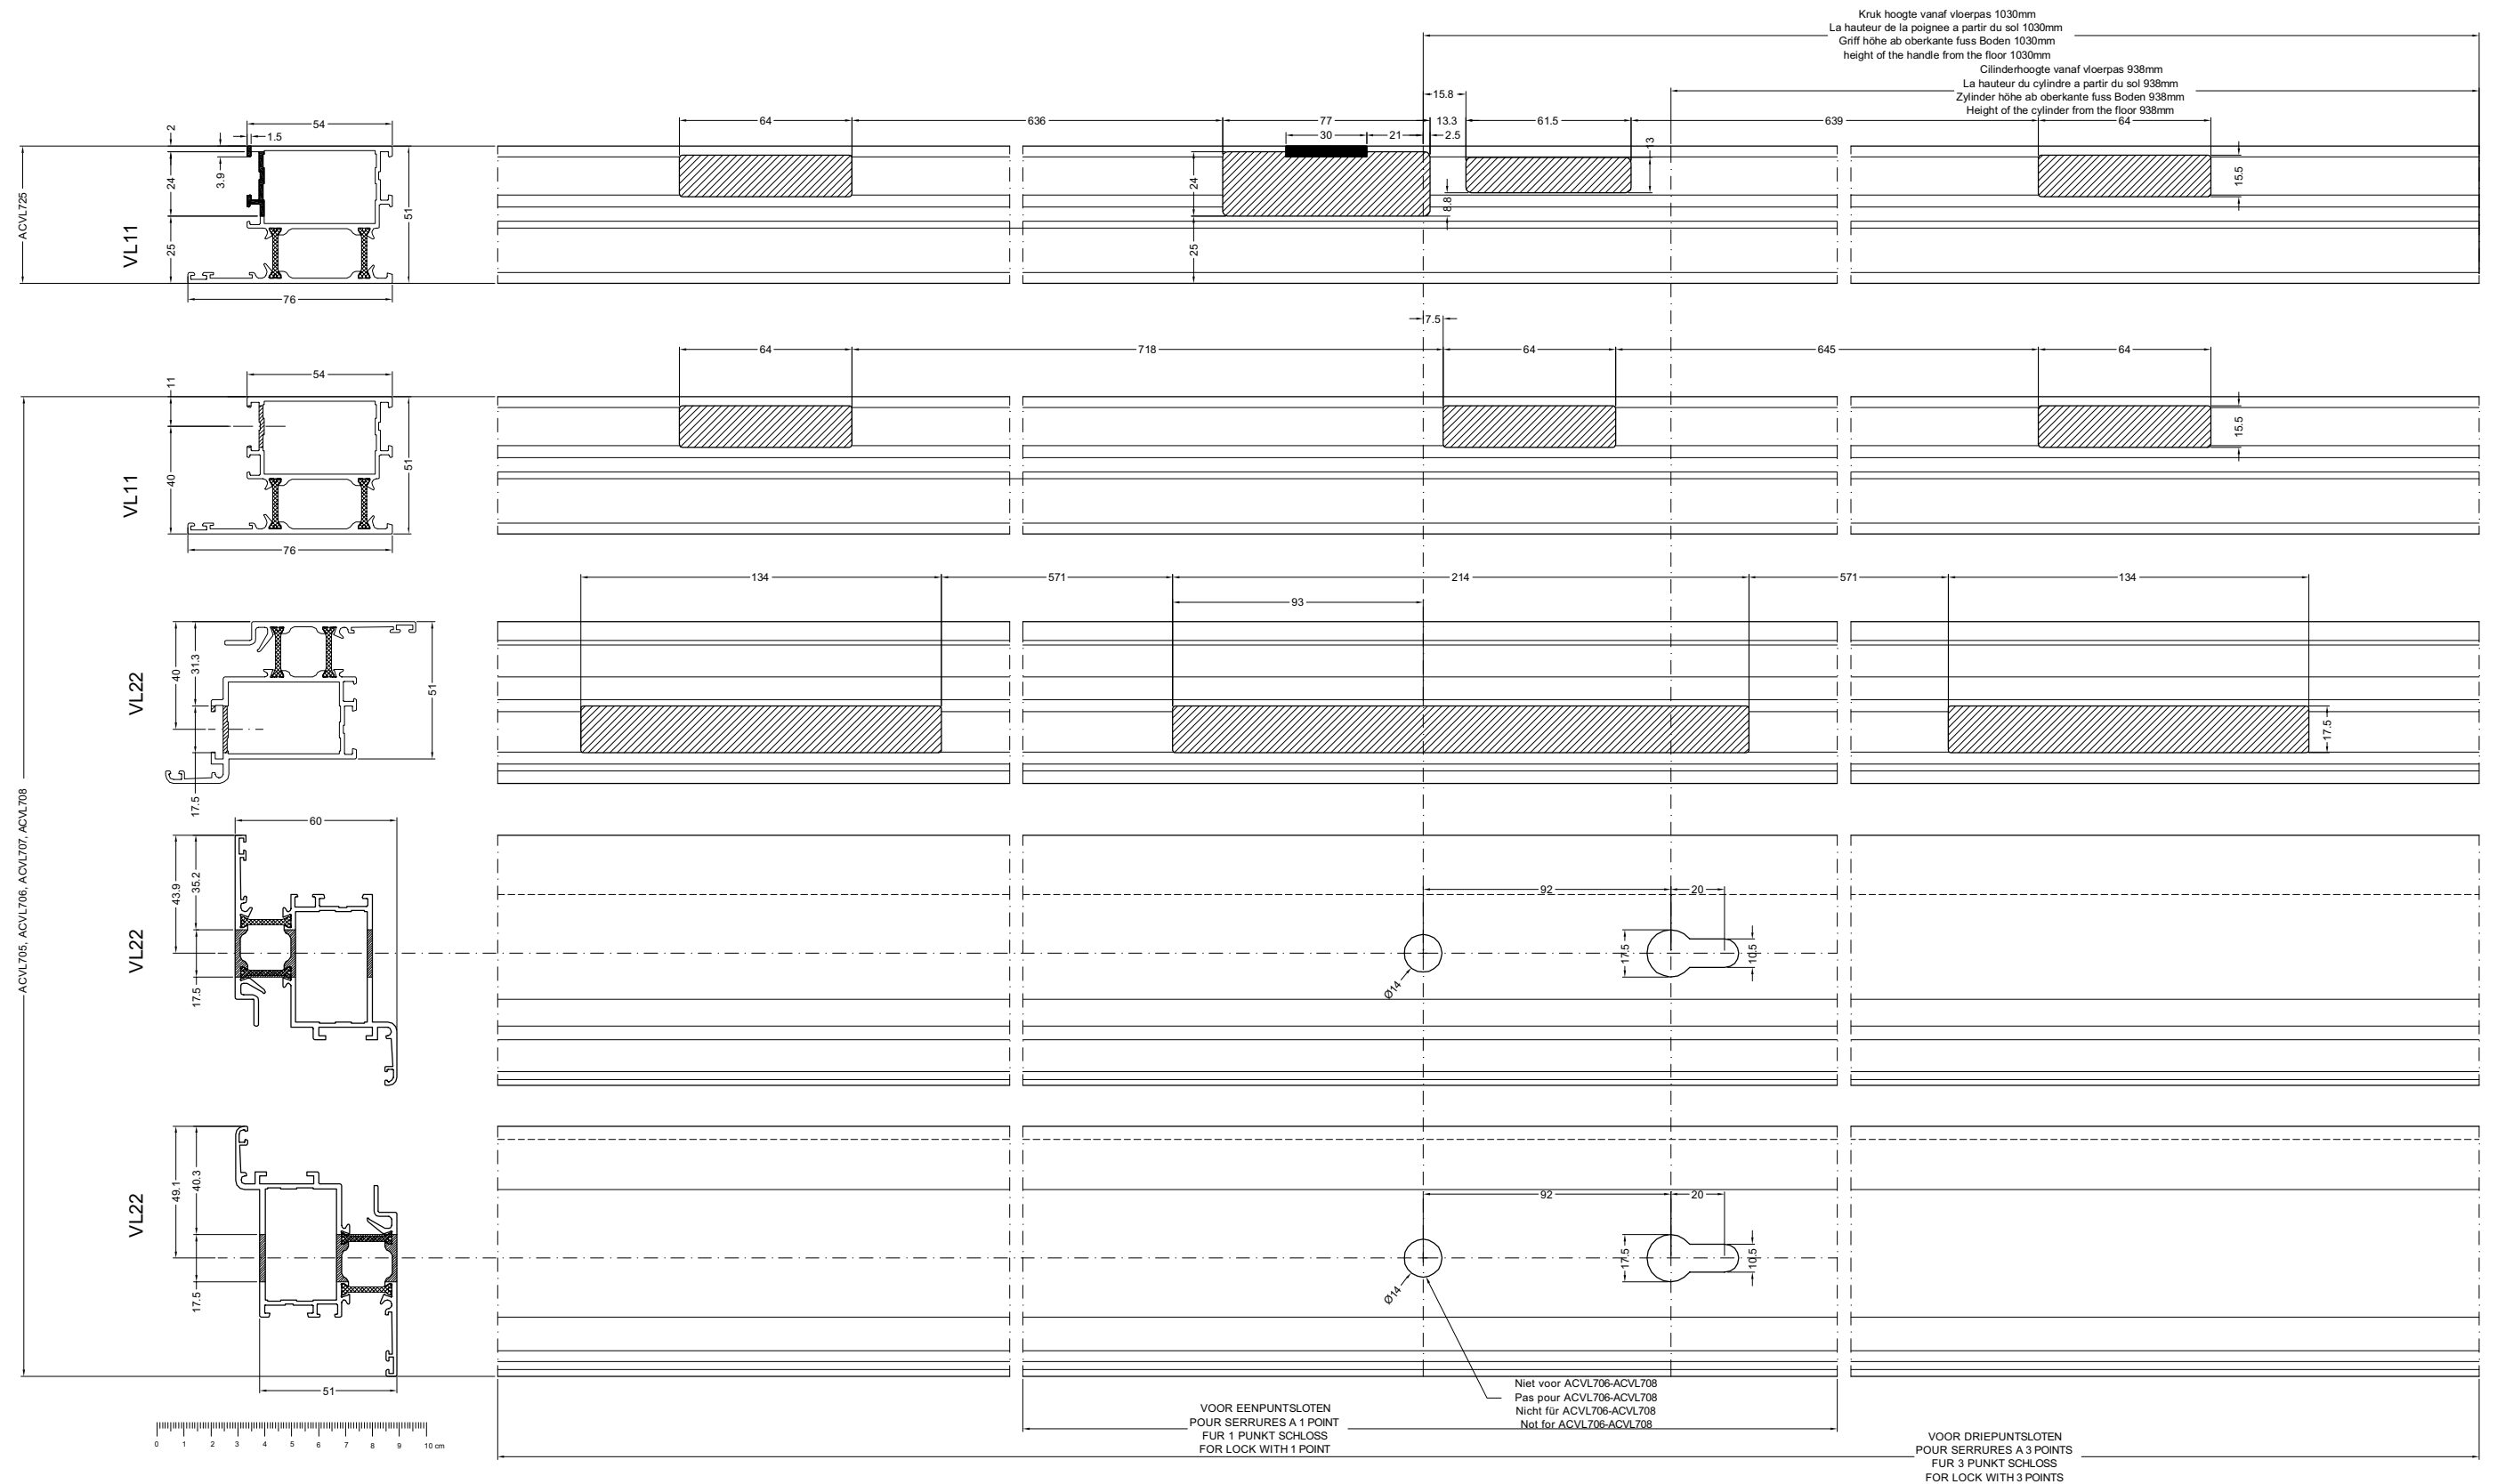 Kruk hoogte vanaf vloerpas 1030mm
La hauteur de la poignee a partir du sol 1030mm
Griff höhe ab oberkante fuss Boden 1030mm
height of the handle from the floor 1030mm
Cilinderhoogte vanaf vloerpas 938mm
La hauteur du cylindre a partir du sol 938mm
Zylinder höhe ab oberkante fuss Boden 938mm
Height of the cylinder from the floor 938mm
ACVL725
VL11
2
24
25
3.9
54
1.5
51
76
64
636
77
30
21
15.8
13.3
2.5
61.5
639
64
24
25
8.8
13
15.5
VL11
11
40
54
51
76
64
718
7.5
64
645
64
15.5
ACVL705, ACVL706, ACVL707, ACVL708
VL22
40
31.3
17.5
51
134
571
214
93
571
134
17.5
VL22
60
43.9
35.2
17.5
92
20
17.5
10.5
Ø14
VL22
49.1
40.3
17.5
51
92
20
17.5
10.5
Ø14
Niet voor ACVL706-ACVL708
Pas pour ACVL706-ACVL708
Nicht für ACVL706-ACVL708
Not for ACVL706-ACVL708
VOOR EENPUNTSLOTEN
POUR SERRURES A 1 POINT
FUR 1 PUNKT SCHLOSS
FOR LOCK WITH 1 POINT
VOOR DRIEPUNTSLOTEN
POUR SERRURES A 3 POINTS
FUR 3 PUNKT SCHLOSS
FOR LOCK WITH 3 POINTS
0 1 2 3 4 5 6 7 8 9 10 cm